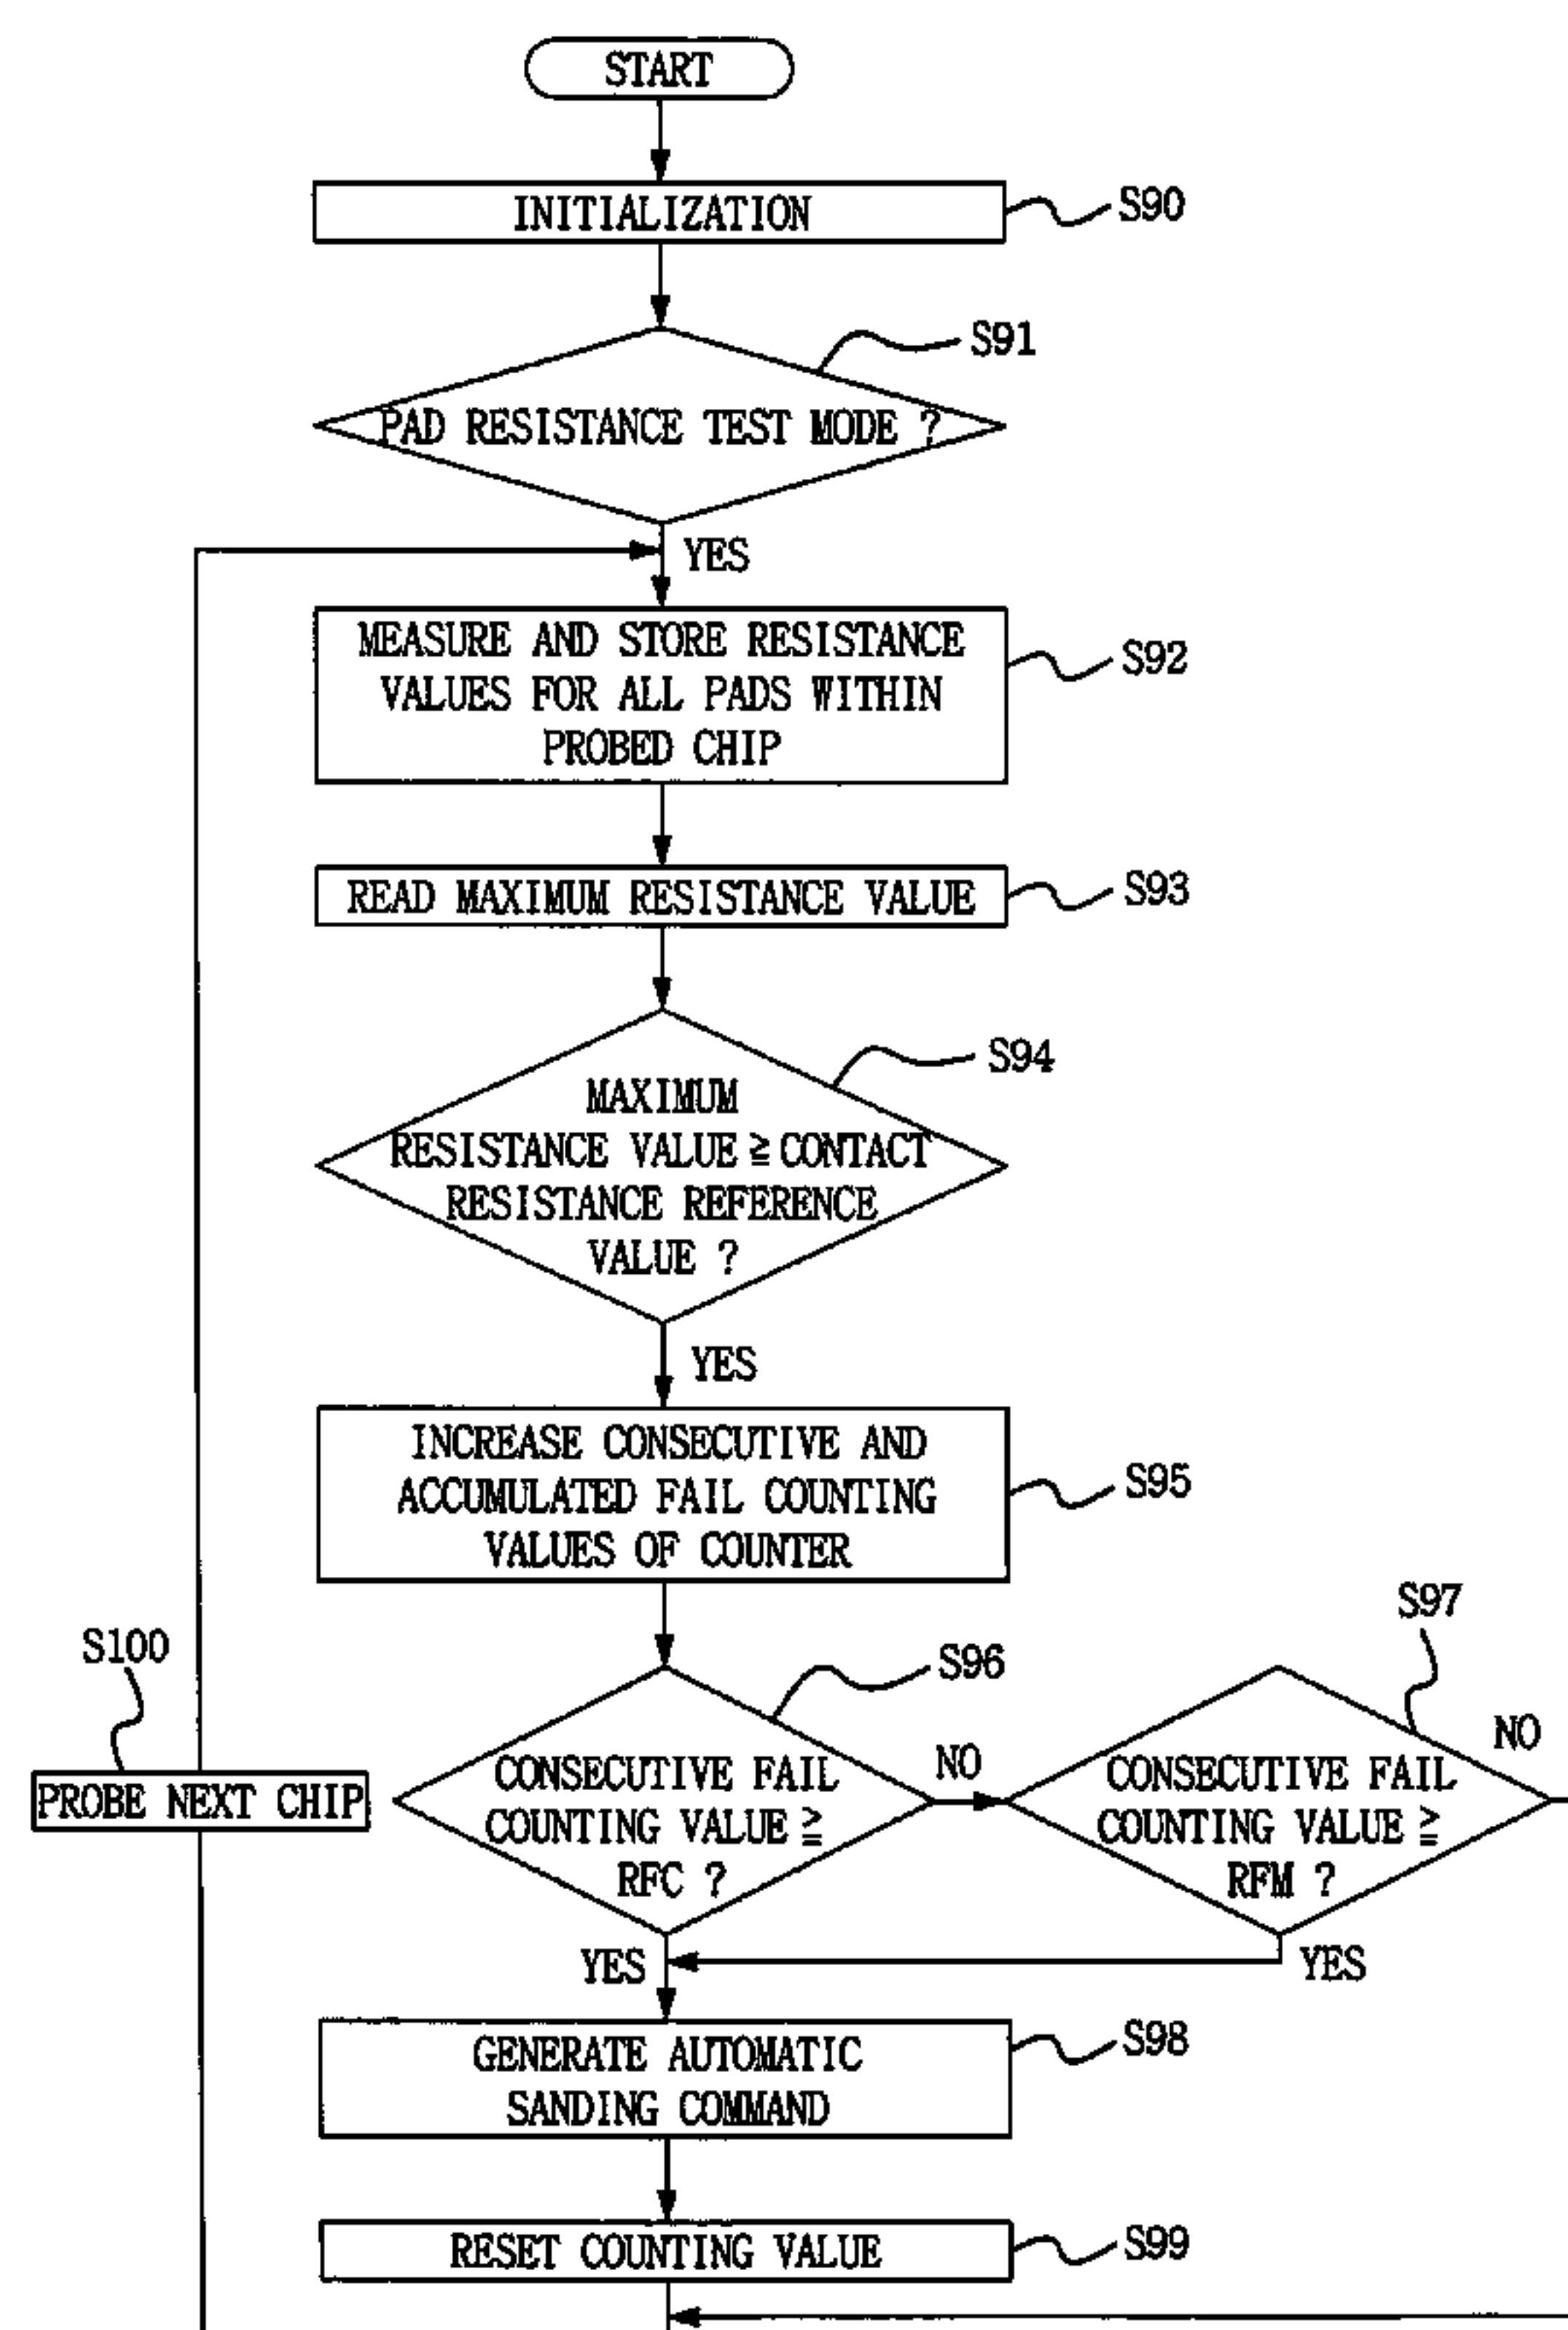 START
INITIALIZATION
S90
S91
PAD RESISTANCE TEST MODE ?
YES
MEASURE AND STORE RESISTANCE
VALUES FOR ALL PADS WITHIN
PROBED CHIP
S92
READ MAXIMUM RESISTANCE VALUE
S93
S94
MAXIMUM
RESISTANCE VALUE ≧ CONTACT
RESISTANCE REFERENCE
VALUE ?
YES
INCREASE CONSECUTIVE AND
ACCUMULATED FAIL COUNTING
VALUES OF COUNTER
S95
S100
PROBE NEXT CHIP
S96
CONSECUTIVE FAIL
COUNTING VALUE ≧
RFC ?
NO
S97
CONSECUTIVE FAIL
COUNTING VALUE ≧
RFM ?
NO
YES
YES
GENERATE AUTOMATIC
SANDING COMMAND
S98
RESET COUNTING VALUE
S99